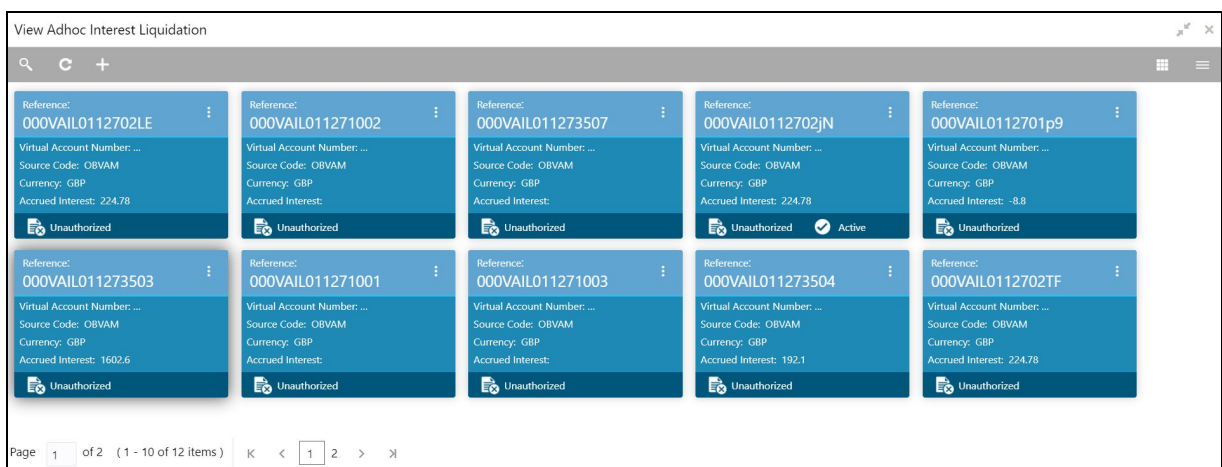 View Adhoc Interest Liquidation
Reference:
000VAIL0112702LE
Virtual Account Number: ...
Source Code: OBVAM
Currency: GBP
Accrued Interest: 224.78
Unauthorized
Reference:
000VAIL011271002
Virtual Account Number: ...
Source Code: OBVAM
Currency: GBP
Accrued Interest:
Unauthorized
Reference:
000VAIL011273507
Virtual Account Number: ...
Source Code: OBVAM
Currency: GBP
Accrued Interest:
Unauthorized
Reference:
000VAIL0112702jN
Virtual Account Number: ...
Source Code: OBVAM
Currency: GBP
Accrued Interest: 224.78
Unauthorized Active
Reference:
000VAIL0112701p9
Virtual Account Number: ...
Source Code: OBVAM
Currency: GBP
Accrued Interest: -8.8
Unauthorized
Reference:
000VAIL011273503
Virtual Account Number: ...
Source Code: OBVAM
Currency: GBP
Accrued Interest: 1602.6
Unauthorized
Reference:
000VAIL011271001
Virtual Account Number: ...
Source Code: OBVAM
Currency: GBP
Accrued Interest:
Unauthorized
Reference:
000VAIL011271003
Virtual Account Number: ...
Source Code: OBVAM
Currency: GBP
Accrued Interest:
Unauthorized
Reference:
000VAIL011273504
Virtual Account Number: ...
Source Code: OBVAM
Currency: GBP
Accrued Interest: 192.1
Unauthorized
Reference:
000VAIL0112702TF
Virtual Account Number: ...
Source Code: OBVAM
Currency: GBP
Accrued Interest: 224.78
Unauthorized
Page 1 of 2 (1 - 10 of 12 items) 1 2